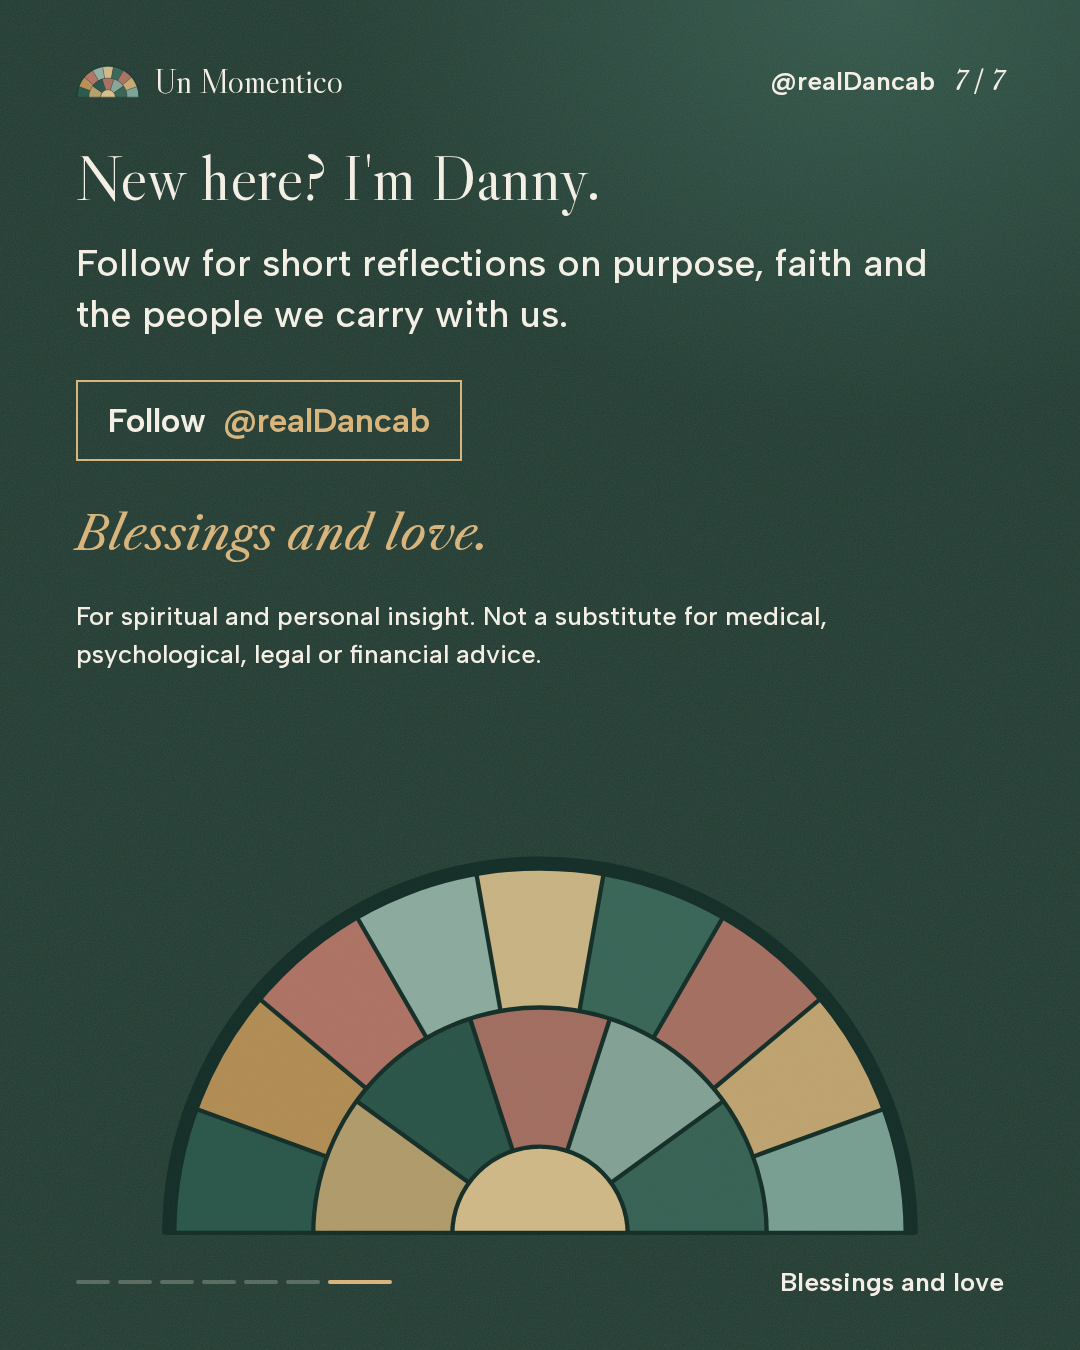 Un Momentico
@realDancab 7 / 7
New here? I'm Danny.
Follow for short reflections on purpose, faith and
the people we carry with us.
Follow @realDancab
Blessings and love.
For spiritual and personal insight. Not a substitute for medical,
psychological, legal or financial advice.
Blessings and love